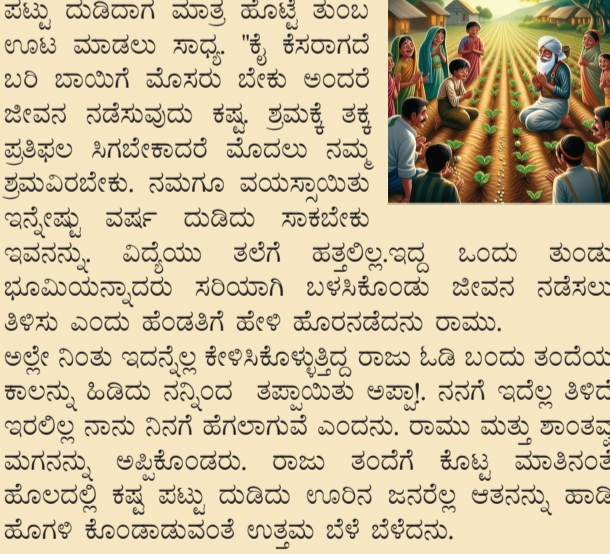 ಪಟ್ಟು ದುಡಿದಾಗ ಮಾತ್ರ ಹೊಟ್ಟೆ ತುಂಬ
ಊಟ ಮಾಡಲು ಸಾಧ್ಯ. "ಕೈ ಕೆಸರಾಗದೆ
ಬರಿ ಬಾಯಿಗೆ ಮೊಸರು ಬೇಕು ಅಂದರೆ
ಜೀವನ ನಡೆಸುವುದು ಕಷ್ಟ. ಶ್ರಮಕ್ಕೆ ತಕ್ಕ
ಪ್ರತಿಫಲ ಸಿಗಬೇಕಾದರೆ ಮೊದಲು ನಮ್ಮ
ಶ್ರಮವಿರಬೇಕು. ನಮಗೂ ವಯಸ್ಸಾಯಿತು
ಇನ್ನೇಷ್ಟು ವರ್ಷ ದುಡಿದು ಸಾಕಬೇಕು
ಇವನನ್ನು. ವಿದ್ಯೆಯು ತಲೆಗೆ ಹತ್ತಲಿಲ್ಲ.ಇದ್ದ ಒಂದು ತುಂಡು
ಭೂಮಿಯನ್ನಾದರು ಸರಿಯಾಗಿ ಬಳಸಿಕೊಂಡು ಜೀವನ ನಡೆಸಲು
ತಿಳಿಸು ಎಂದು ಹೆಂಡತಿಗೆ ಹೇಳಿ ಹೊರನಡೆದನು ರಾಮು.
ಅಲ್ಲೇ ನಿಂತು ಇದನ್ನೆಲ್ಲ ಕೇಳಿಸಿಕೊಳ್ಳುತ್ತಿದ್ದ ರಾಜು ಓಡಿ ಬಂದು ತಂದೆಯ
ಕಾಲನ್ನು ಹಿಡಿದು ನನ್ನಿಂದ ತಪ್ಪಾಯಿತು ಅಪ್ಪಾ!. ನನಗೆ ಇದೆಲ್ಲ ತಿಳಿದ
ಇರಲಿಲ್ಲ ನಾನು ನಿನಗೆ ಹೆಗಲಾಗುವೆ ಎಂದನು. ರಾಮು ಮತ್ತು ಶಾಂತವ್ವ
ಮಗನನ್ನು ಅಪ್ಪಿಕೊಂಡರು. ರಾಜು ತಂದೆಗೆ ಕೊಟ್ಟ ಮಾತಿನಂತೆ
ಹೊಲದಲ್ಲಿ ಕಷ್ಟ ಪಟ್ಟು ದುಡಿದು ಊರಿನ ಜನರೆಲ್ಲ ಆತನನ್ನು ಹಾಡಿ
ಹೊಗಳಿ ಕೊಂಡಾಡುವಂತೆ ಉತ್ತಮ ಬೆಳೆ ಬೆಳೆದನು.